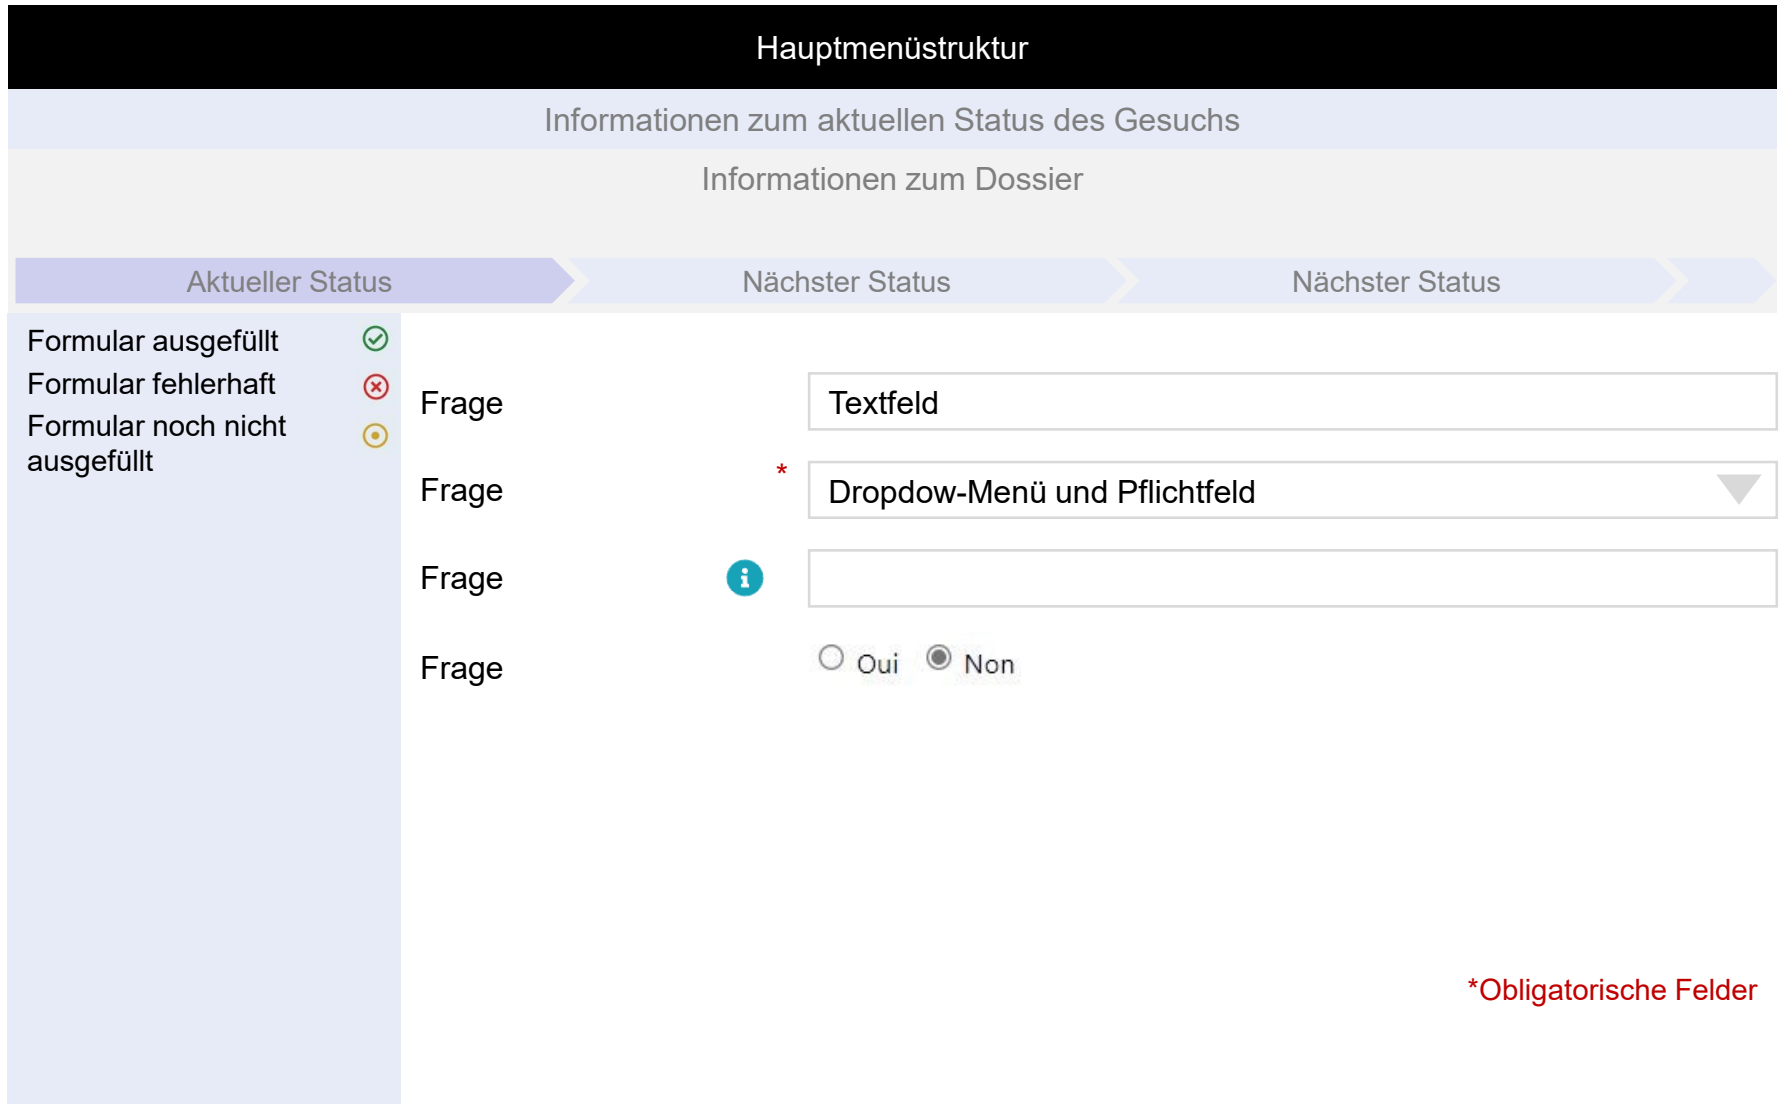 Hauptmenüstruktur
Informationen zum aktuellen Status des Gesuchs
Informationen zum Dossier
Aktueller Status
Nächster Status
Nächster Status
Formular ausgefüllt
Formular fehlerhaft
Formular noch nicht
ausgefüllt
Frage
Textfeld
Frage
*
Dropdow-Menü und Pflichtfeld
Frage
Frage
Oui
Non
*Obligatorische Felder